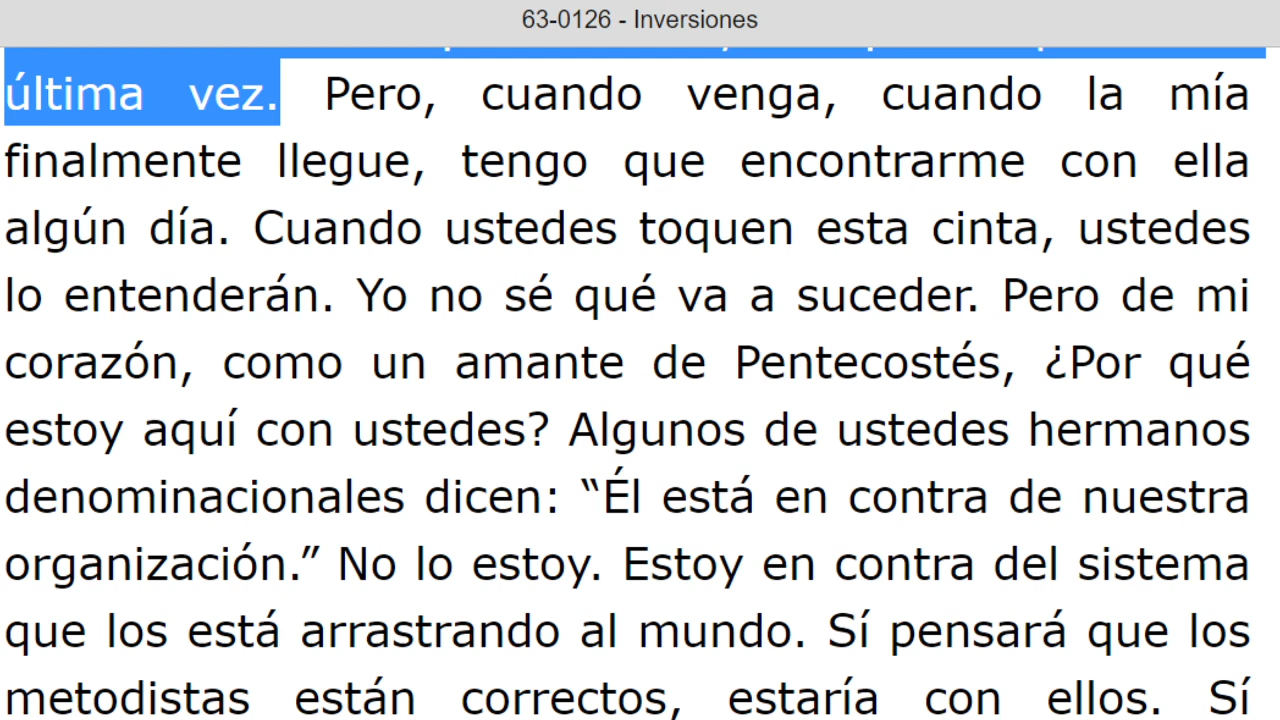 63-0126 - Inversiones
última vez. Pero, cuando venga, cuando la mía
finalmente llegue, tengo que encontrarme con ella
algún día. Cuando ustedes toquen esta cinta, ustedes
lo entenderán. Yo no sé qué va a suceder. Pero de mi
corazón, como un amante de Pentecostés, ¿Por qué
estoy aquí con ustedes? Algunos de ustedes hermanos
denominacionales dicen: “Él está en contra de nuestra
organización.” No lo estoy. Estoy en contra del sistema
que los está arrastrando al mundo. Sí pensará que los
metodistas están correctos, estaría con ellos. Sí